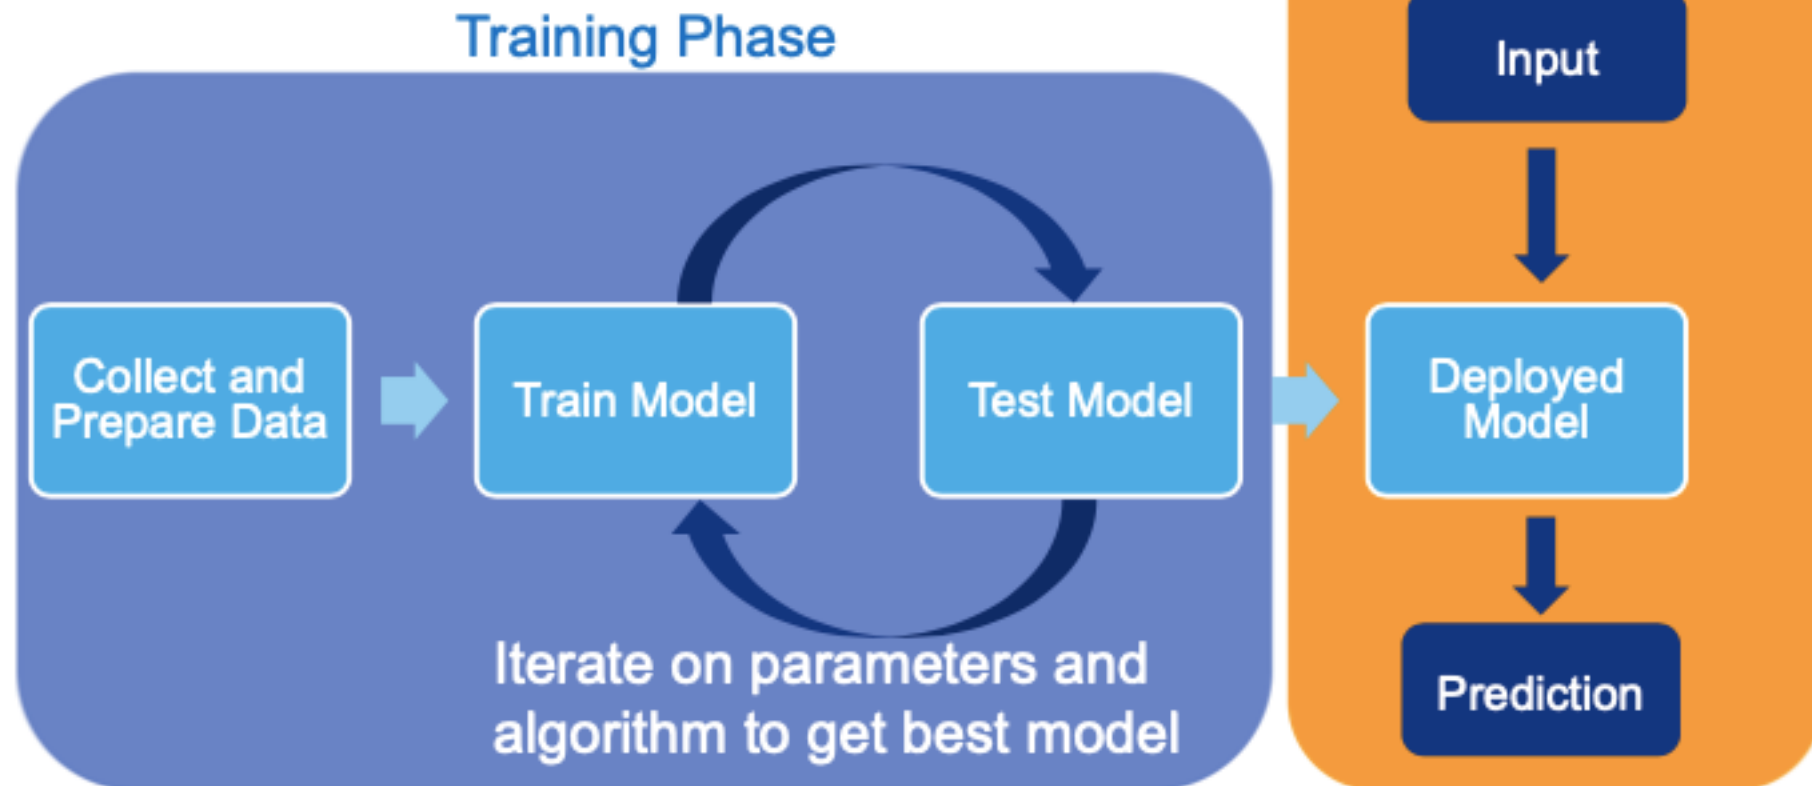 Training Phase
Input
Collect and
Prepare Data
Train Model
Test Model
Deployed
Model
Iterate on parameters and
algorithm to get best model
Prediction